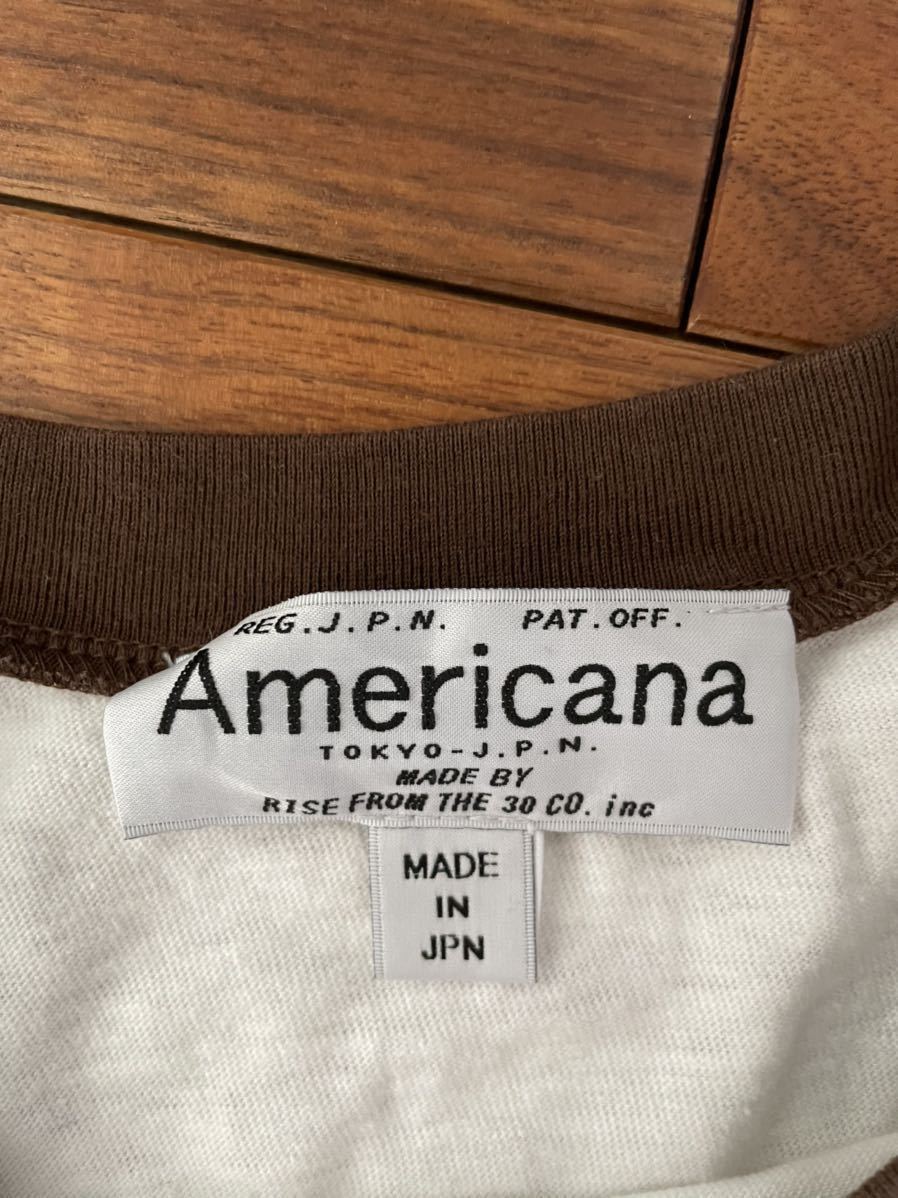 REG.J.P.N. PAT.OFF.
Americana
TOKYO-J.P.N.
MADE BY
RISE FROM THE 30 CO. inc
MADE
IN
JPN